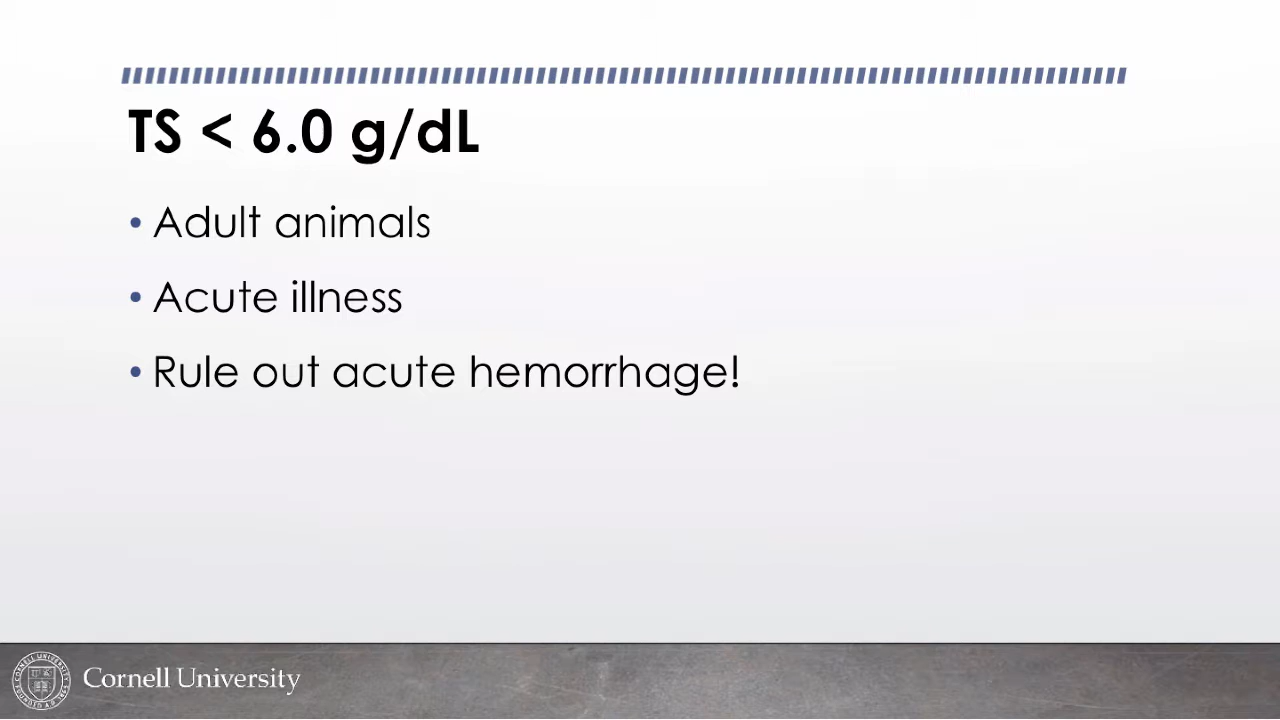 TS < 6.0 g/dL
• Adult animals
• Acute illness
• Rule out acute hemorrhage!
Cornell University